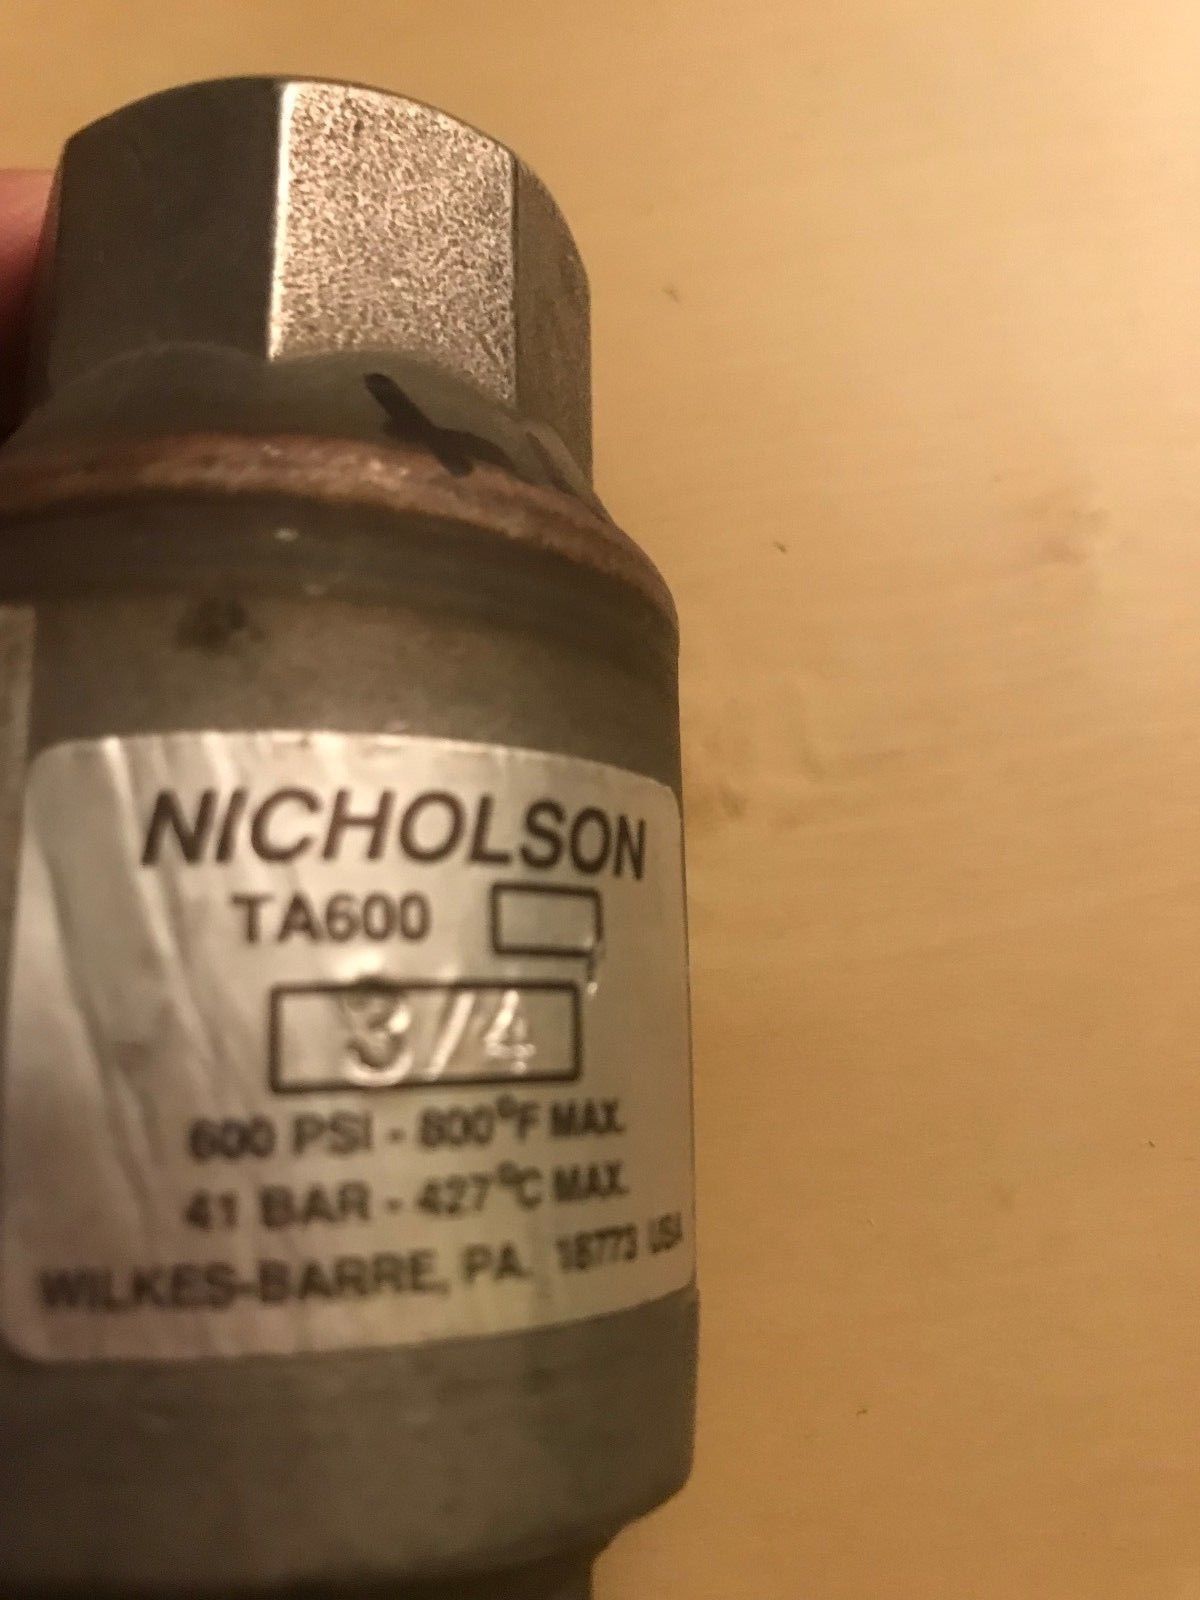 NICHOLSON
TA600
3/4
600 PSI - 800°F MAX.
41 BAR - 427°C MAX.
WILKES-BARRE, PA. 18773 USA